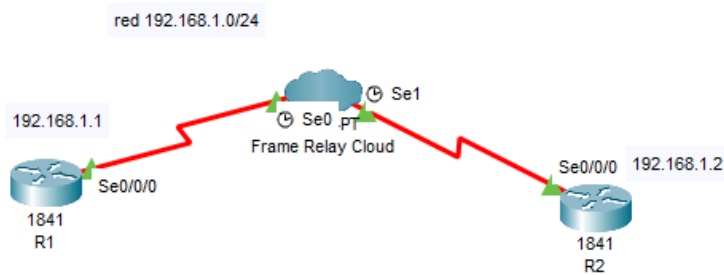 red 192.168.1.0/24
Se1
Se0 .PT
192.168.1.1
Frame Relay Cloud
Se0/0/0
192.168.1.2
Se0/0/0
1841
R1
1841
R2